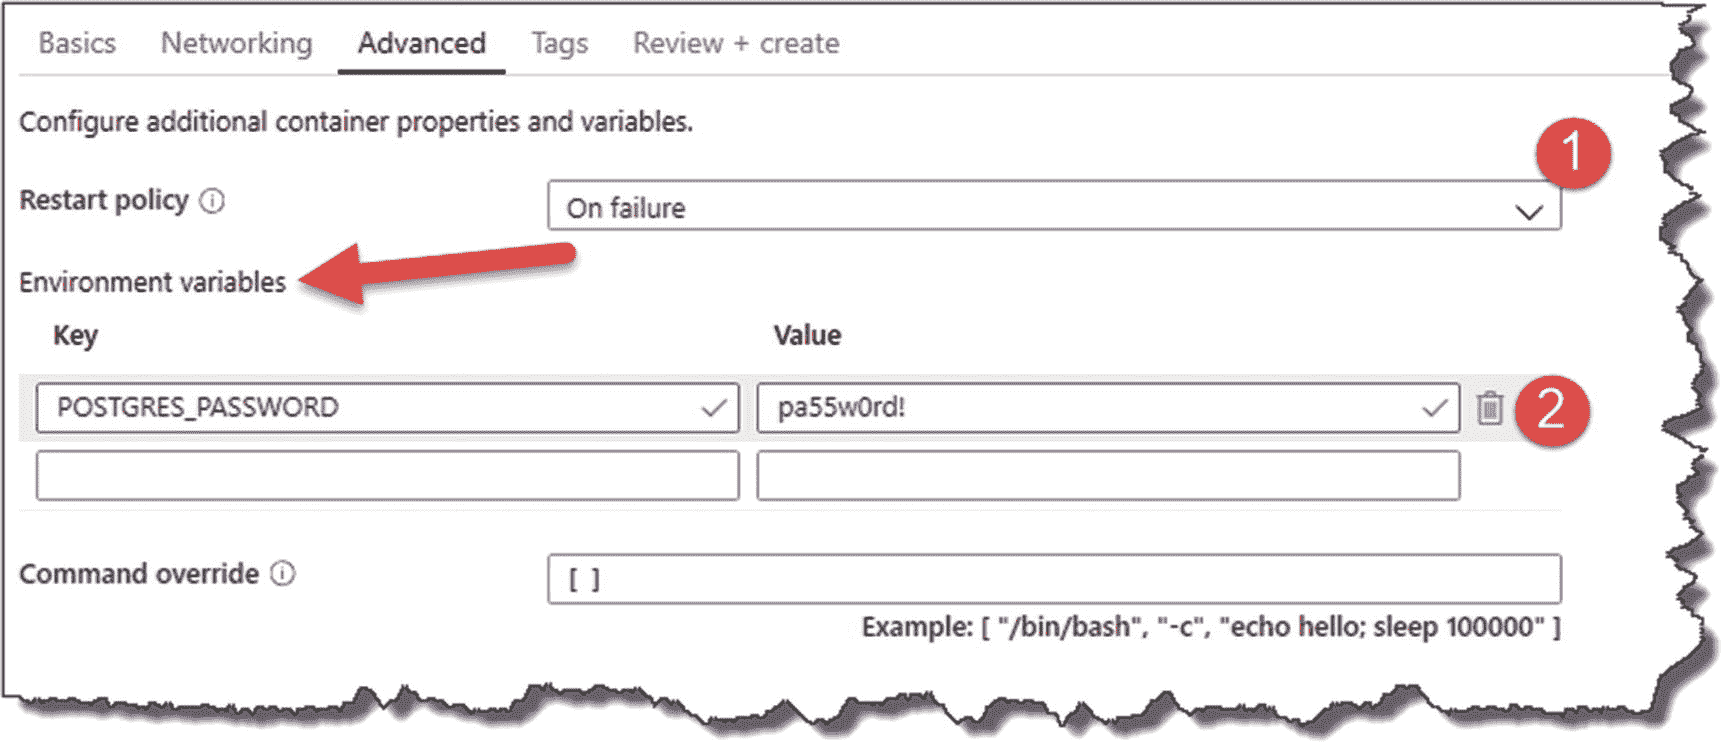 Basics Networking Advanced Tags Review + create
Configure additional container properties and variables.
1
Restart policy On failure
Environment variables
Key Value
POSTGRES_PASSWORD pa55w0rd! 2
Command override [ ]
Example: [ "/bin/bash", "-c", "echo hello; sleep 100000" ]